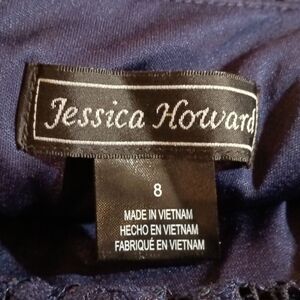 Jessica Howard
8
MADE IN VIETNAM
HECHO EN VIETNAM
FABRIQUÉ EN VIETNAM